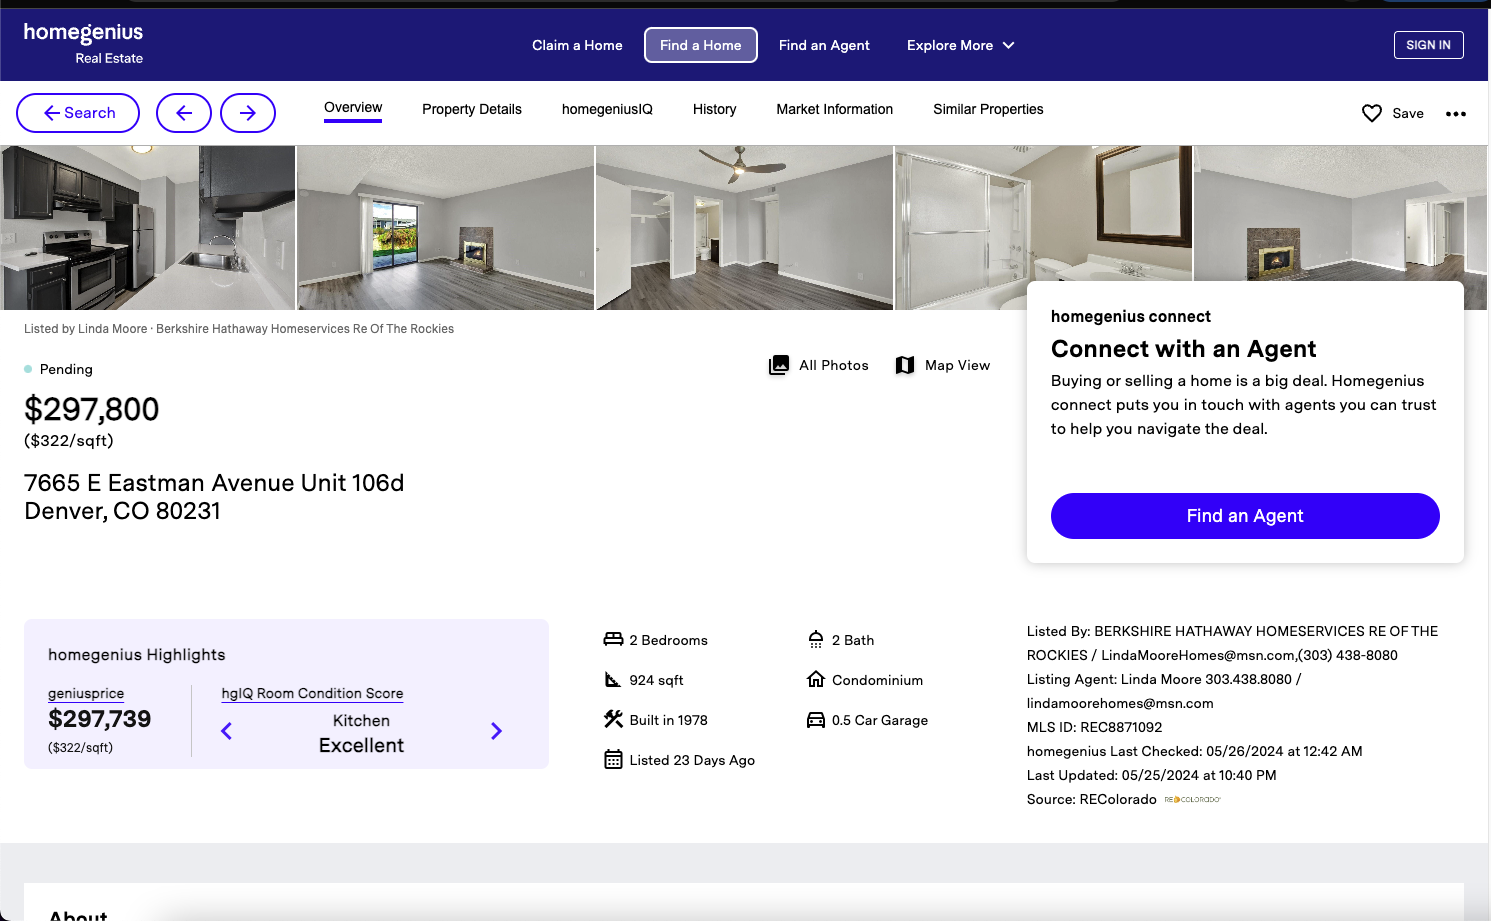 homegenius
Real Estate
Claim a Home
Find a Home
Find an Agent
Explore More
SIGN IN
Search
Overview
Property Details
homegeniusIQ
History
Market Information
Similar Properties
Save
Listed by Linda Moore · Berkshire Hathaway Homeservices Re Of The Rockies
Pending
All Photos
Map View
$297,800
($322/sqft)
7665 E Eastman Avenue Unit 106d
Denver, CO 80231
homegenius connect
Connect with an Agent
Buying or selling a home is a big deal. Homegenius
connect puts you in touch with agents you can trust
to help you navigate the deal.
Find an Agent
homegenius Highlights
geniusprice
$297,739
($322/sqft)
hgIQ Room Condition Score
Kitchen
Excellent
2 Bedrooms
2 Bath
924 sqft
Condominium
Built in 1978
0.5 Car Garage
Listed 23 Days Ago
Listed By: BERKSHIRE HATHAWAY HOMESERVICES RE OF THE
ROCKIES / LindaMooreHomes@msn.com,(303) 438-8080
Listing Agent: Linda Moore 303.438.8080 /
lindamoorehomes@msn.com
MLS ID: REC8871092
homegenius Last Checked: 05/26/2024 at 12:42 AM
Last Updated: 05/25/2024 at 10:40 PM
Source: REColorado RECOLORADO
About